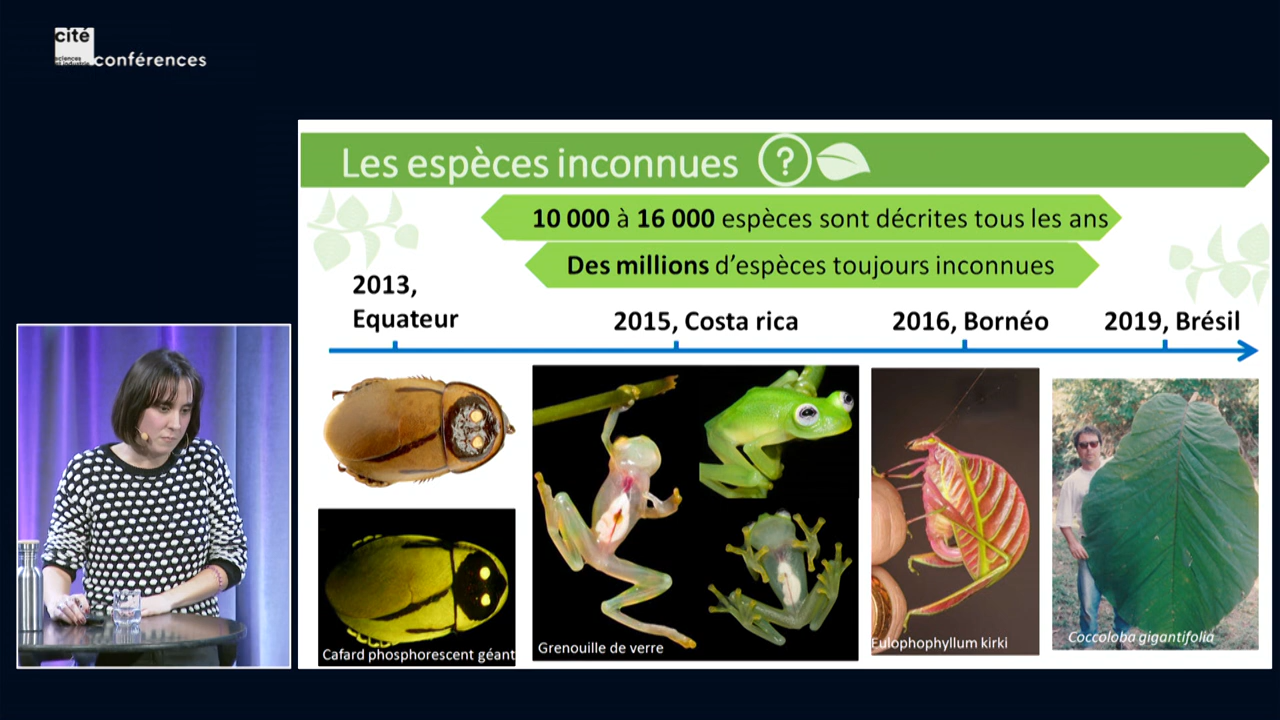 cité
sciences
et industrie
conférences
Les espèces inconnues ?
10 000 à 16 000 espèces sont décrites tous les ans
Des millions d'espèces toujours inconnues
2013,
Equateur
2015, Costa rica
2016, Bornéo
2019, Brésil
Cafard phosphorescent géant
Grenouille de verre
Eulophophyllum kirki
Coccoloba gigantifolia